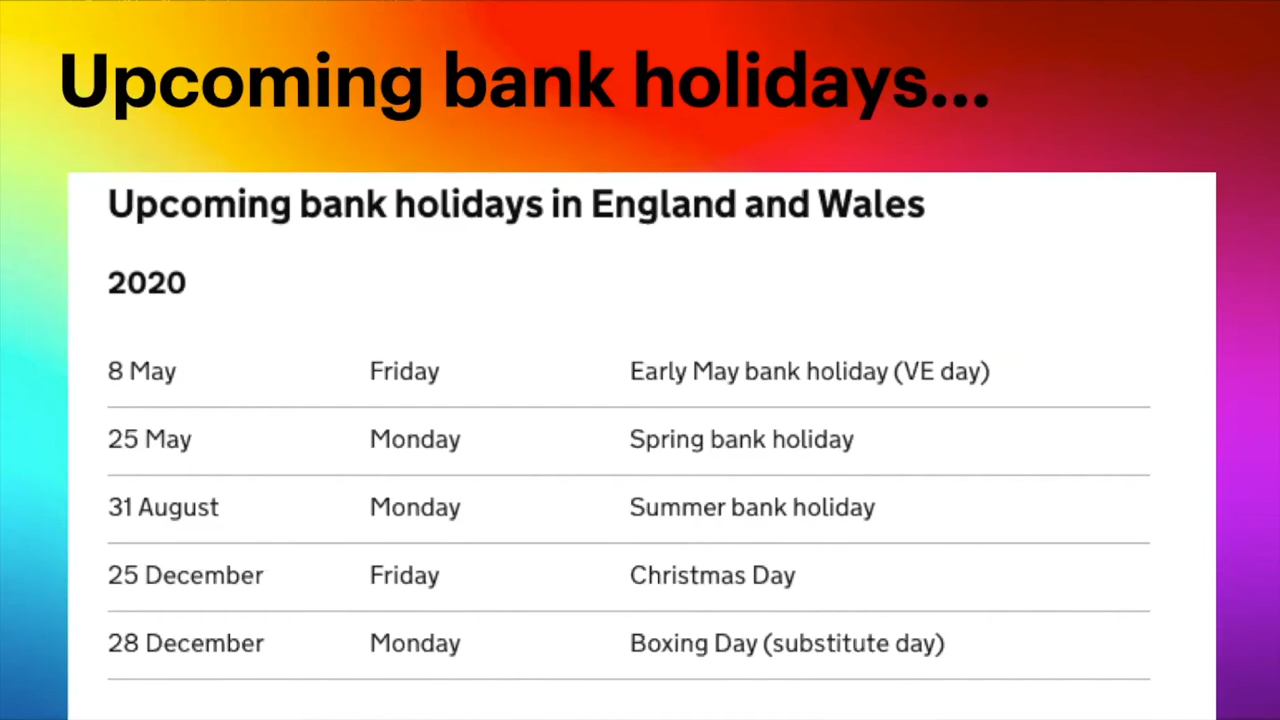 Upcoming bank holidays...
Upcoming bank holidays in England and Wales
2020
8 May Friday Early May bank holiday (VE day)
25 May Monday Spring bank holiday
31 August Monday Summer bank holiday
25 December Friday Christmas Day
28 December Monday Boxing Day (substitute day)